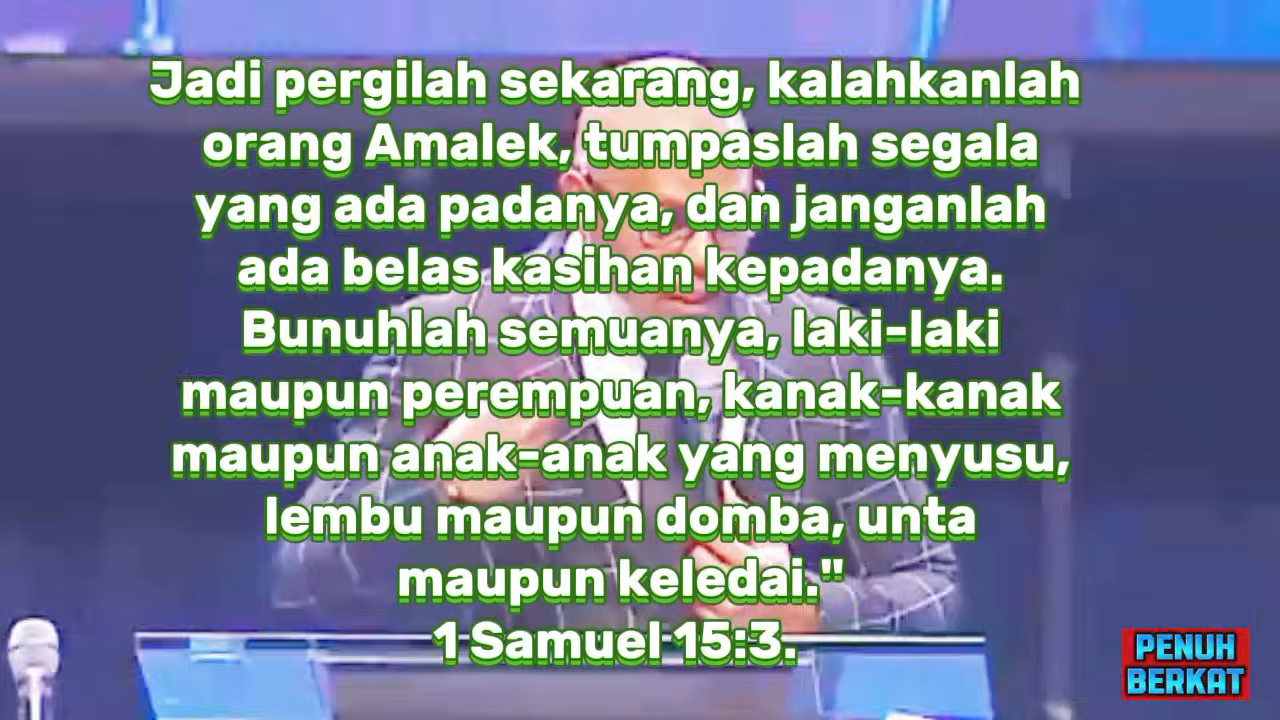 Jadi pergilah sekarang, kalahkanlah
orang Amalek, tumpaslah segala
yang ada padanya, dan janganlah
ada belas kasihan kepadanya.
Bunuhlah semuanya, laki-laki
maupun perempuan, kanak-kanak
maupun anak-anak yang menyusu,
lembu maupun domba, unta
maupun keledai."
1 Samuel 15:3.
PENUH
BERKAT